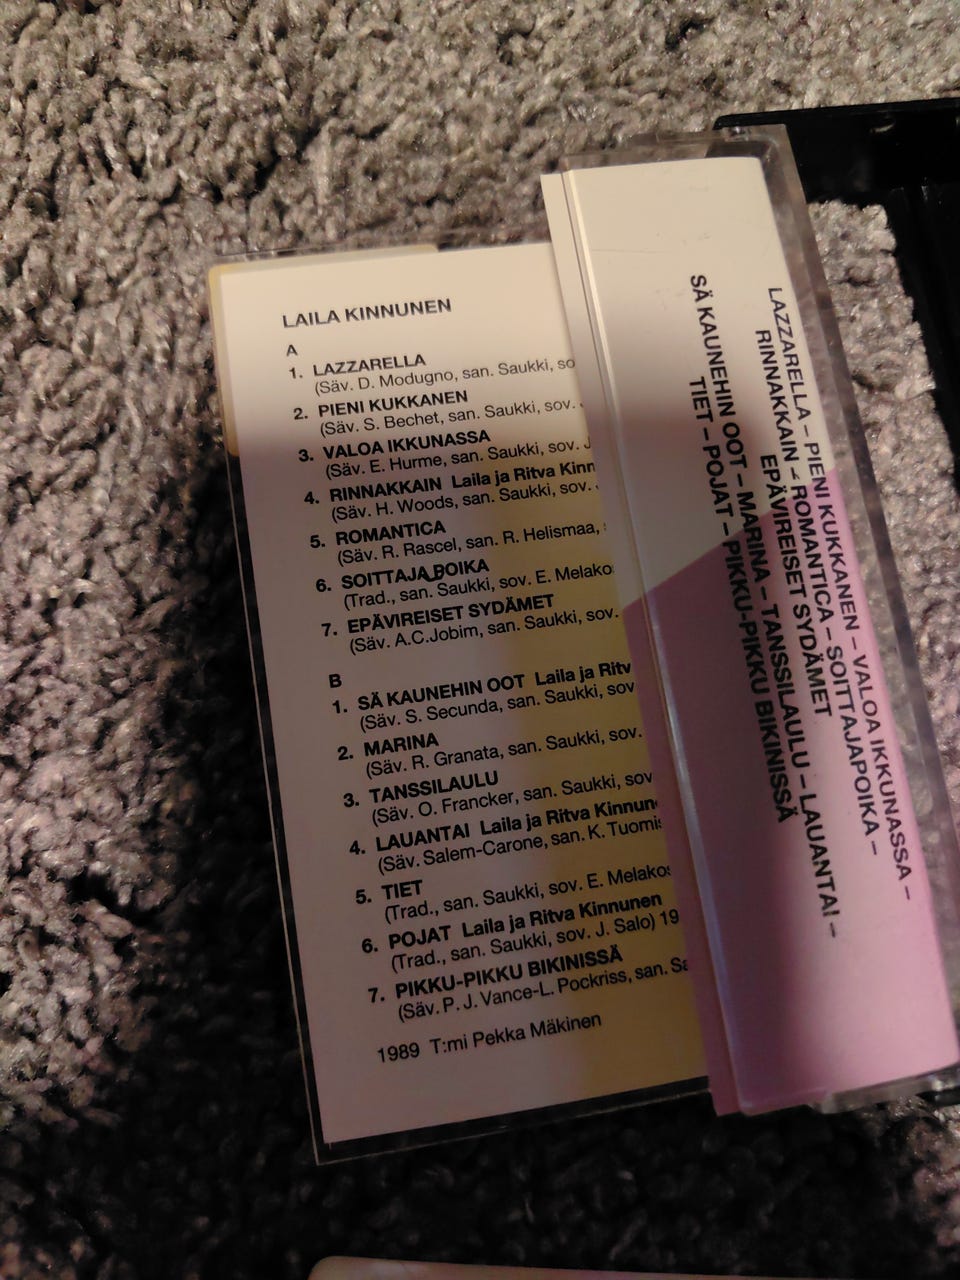 LAILA KINNUNEN
A
1. LAZZARELLA
(Säv. D. Modugno, san. Saukki, so
2. PIENI KUKKANEN
(Säv. S. Bechet, san. Saukki, sov.
3. VALOA IKKUNASSA
(Säv. E. Hurme, san. Saukki, sov. J
4. RINNAKKAIN Laila ja Ritva Kinn
(Säv. H. Woods, san. Saukki, sov.
5. ROMANTICA
(Säv. R. Rascel, san. R. Helismaa,
6. SOITTAJAPOIKA
(Trad., san. Saukki, sov. E. Melako
7. EPÄVIREISET SYDÄMET
(Säv. A.C.Jobim, san. Saukki, sov.
B
1. SÄ KAUNEHIN OOT Laila ja Ritv
(Säv. S. Secunda, san. Saukki, sov
2. MARINA
(Säv. R. Granata, san. Saukki, sov.
3. TANSSILAULU
(Säv. O. Francker, san. Saukki, sov
4. LAUANTAI Laila ja Ritva Kinnun
(Säv. Salem-Carone, san. K. Tuomis
5. TIET
(Trad., san. Saukki, sov. E. Melakos
6. POJAT Laila ja Ritva Kinnunen
(Trad., san. Saukki, sov. J. Salo) 19
7. PIKKU-PIKKU BIKINISSÄ
(Säv. P. J. Vance-L. Pockriss, san. Sa
1989 T:mi Pekka Mäkinen
LAZZARELLA – PIENI KUKKANEN – VALOA IKKUNASSA –
RINNAKKAIN – ROMANTICA – SOITTAJAPOIKA –
EPÄVIREISET SYDÄMET
SÄ KAUNEHIN OOT – MARINA – TANSSILAULU – LAUANTAI –
TIET – POJAT – PIKKU-PIKKU BIKINISSÄ